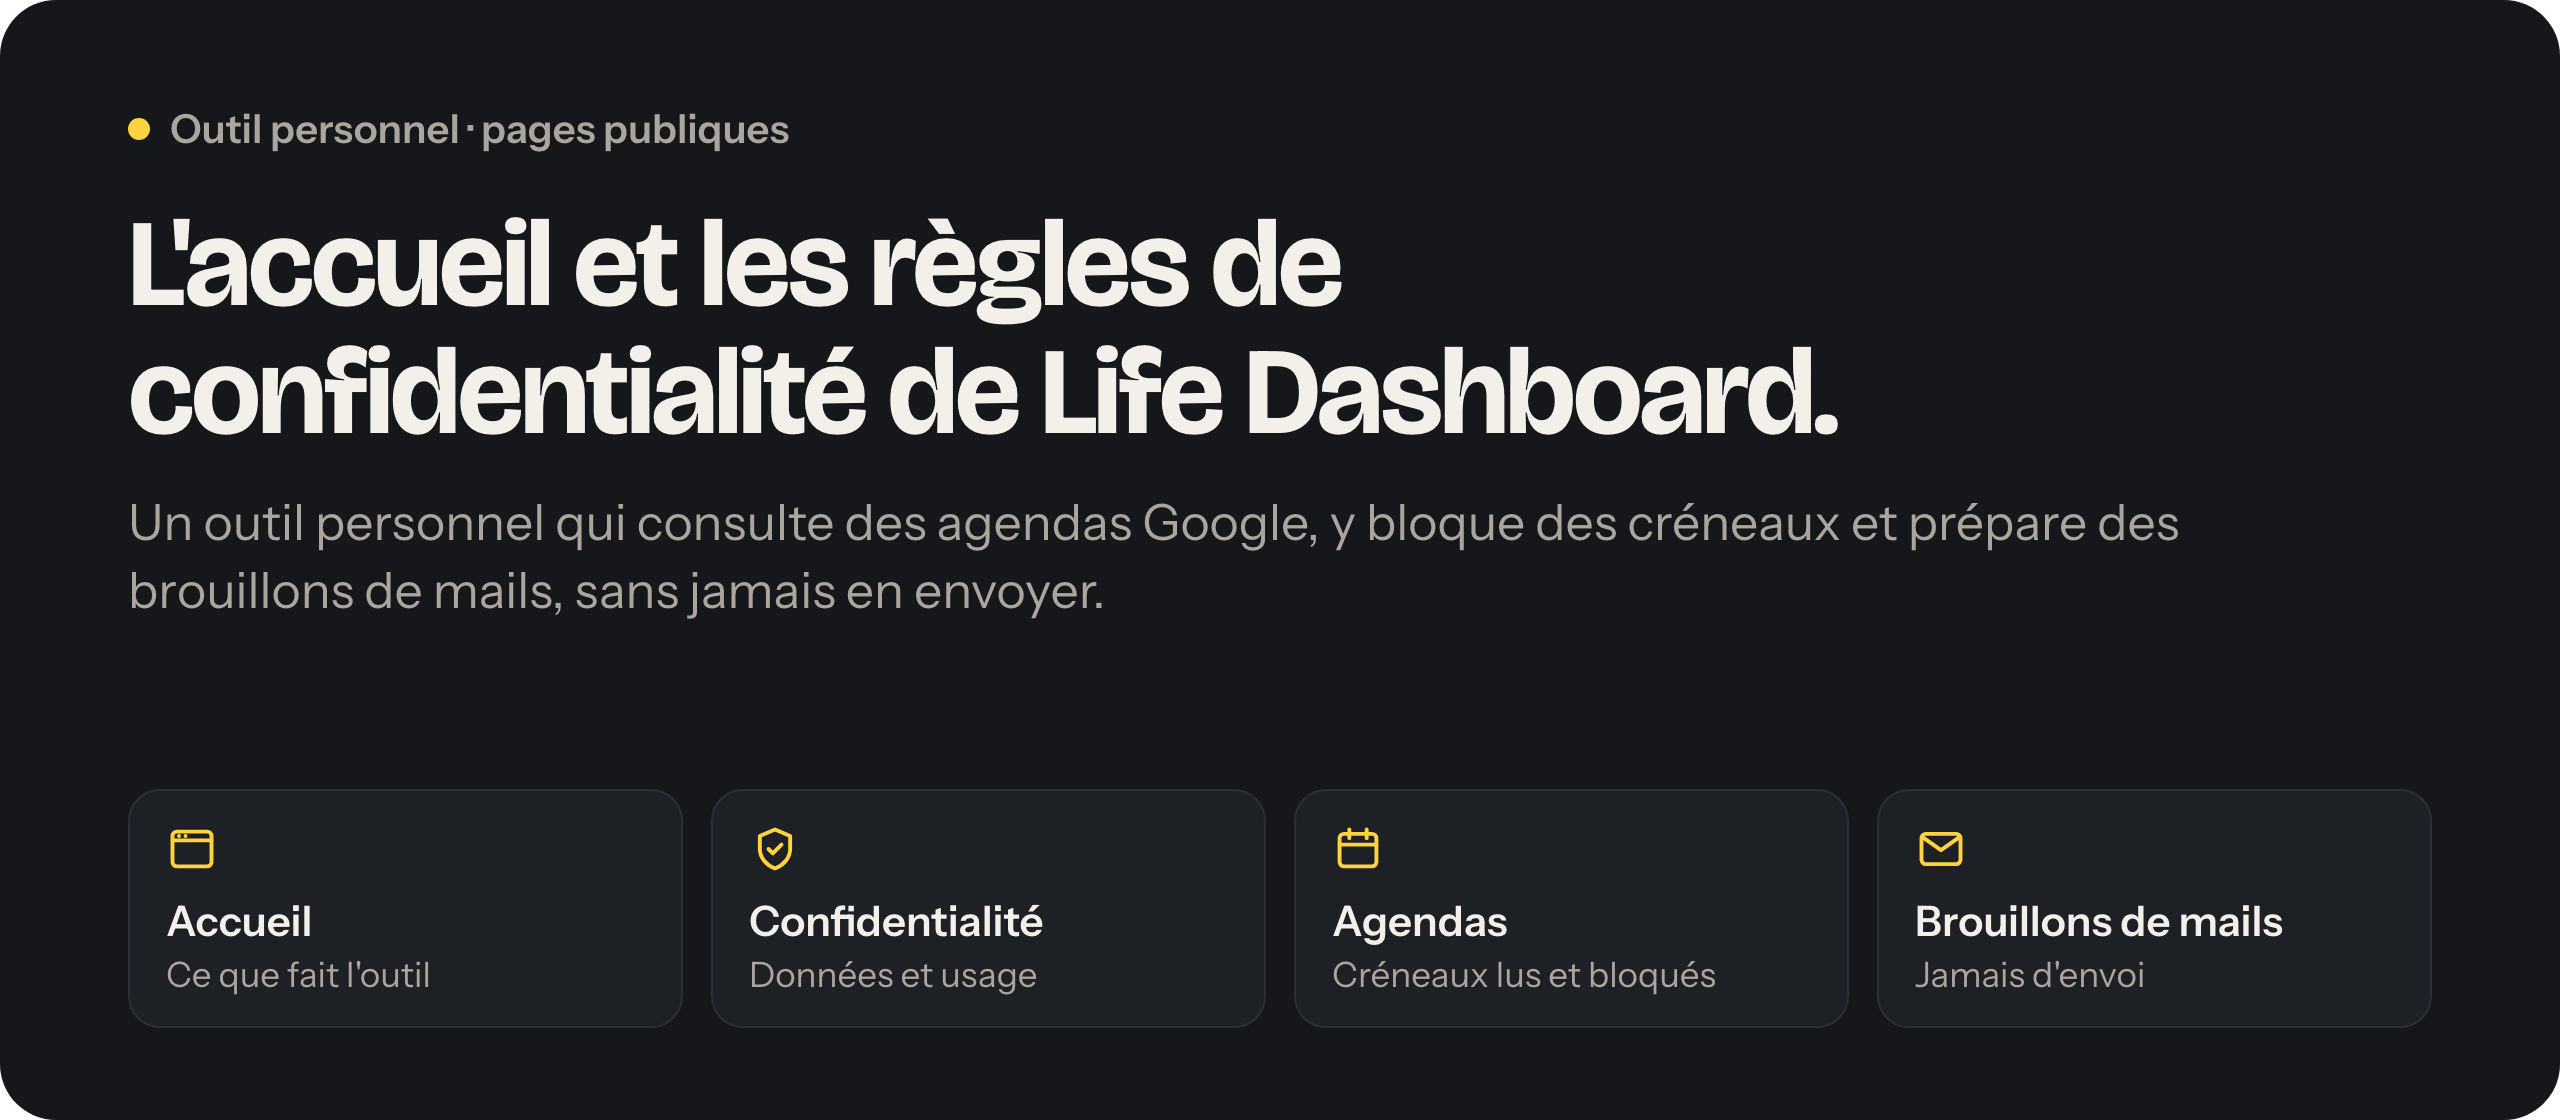 Outil personnel · pages publiques
L'accueil et les règles de
confidentialité de Life Dashboard.
Un outil personnel qui consulte des agendas Google, y bloque des créneaux et prépare des
brouillons de mails, sans jamais en envoyer.
Accueil
Ce que fait l'outil
Confidentialité
Données et usage
Agendas
Créneaux lus et bloqués
Brouillons de mails
Jamais d'envoi